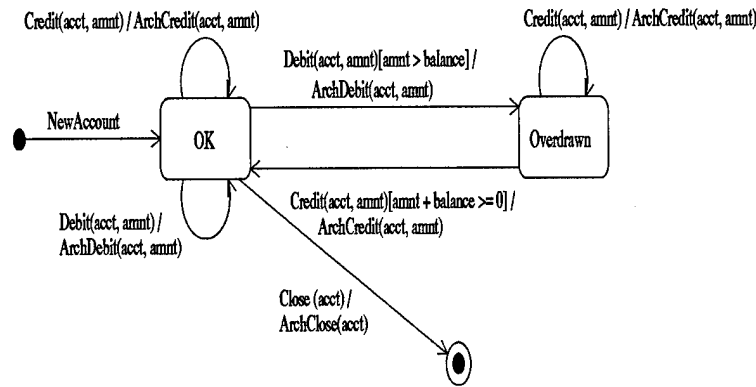 Credit(acct, amnt) / ArchCredit(acct, amnt)
Credit(acct, amnt) / ArchCredit(acct, amnt)
Debit(acct, amnt)[amnt > balance] /
ArchDebit(acct, amnt)
NewAccount
OK
Overdrawn
Debit(acct, amnt) /
ArchDebit(acct, amnt)
Credit(acct, amnt)[amnt + balance >= 0] /
ArchCredit(acct, amnt)
Close (acct) /
ArchClose(acct)